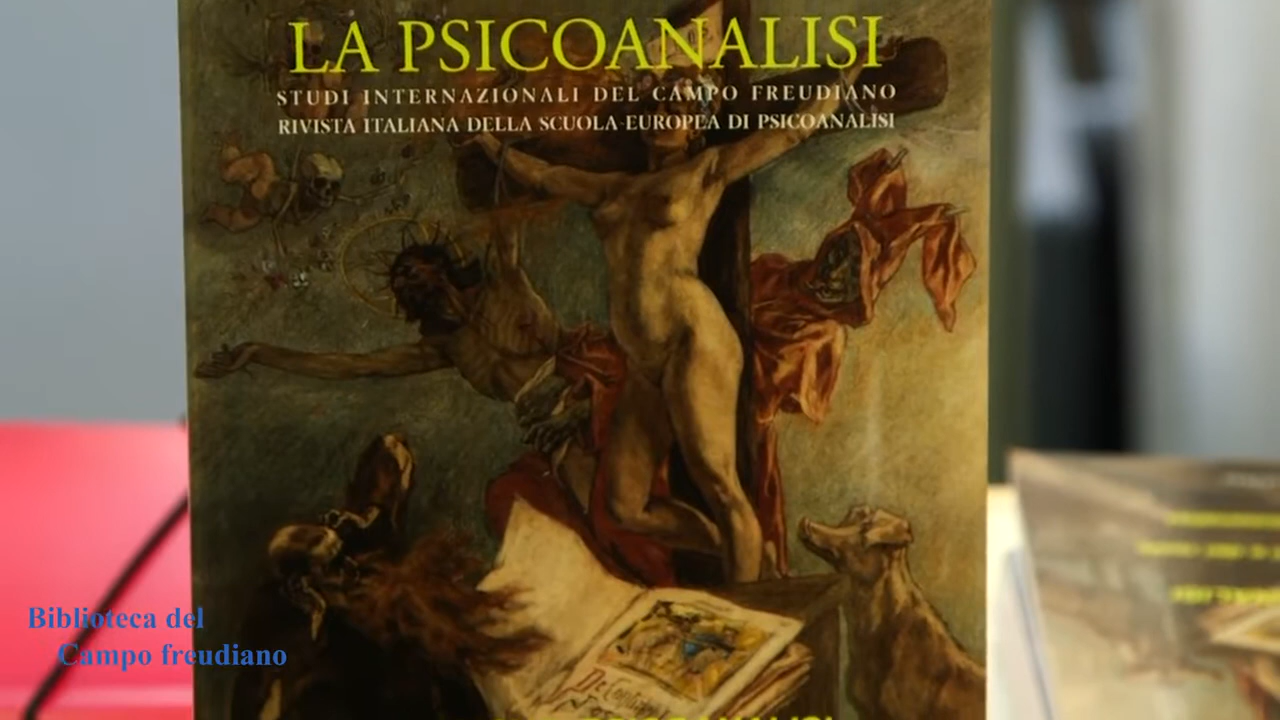 LA PSICOANALISI
STUDI INTERNAZIONALI DEL CAMPO FREUDIANO
RIVISTA ITALIANA DELLA SCUOLA EUROPEA DI PSICOANALISI
Biblioteca del
Campo freudiano